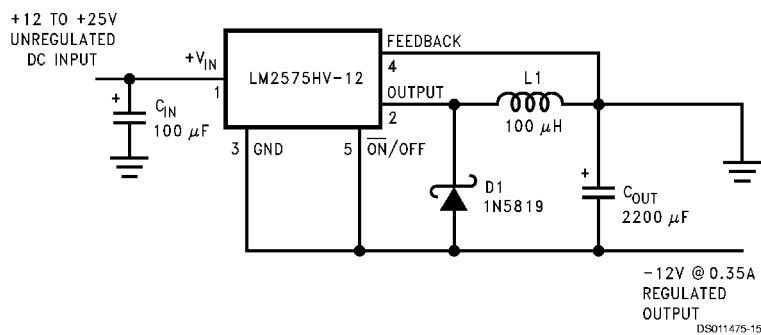 +12 TO +25V
UNREGULATED
DC INPUT
+VIN
1
LM2575HV-12
FEEDBACK
4
OUTPUT
2
L1
100 μH
+
CIN
100 μF
3
GND
5
ON/OFF
D1
1N5819
+
COUT
2200 μF
-12V @ 0.35A
REGULATED
OUTPUT
DS011475-15